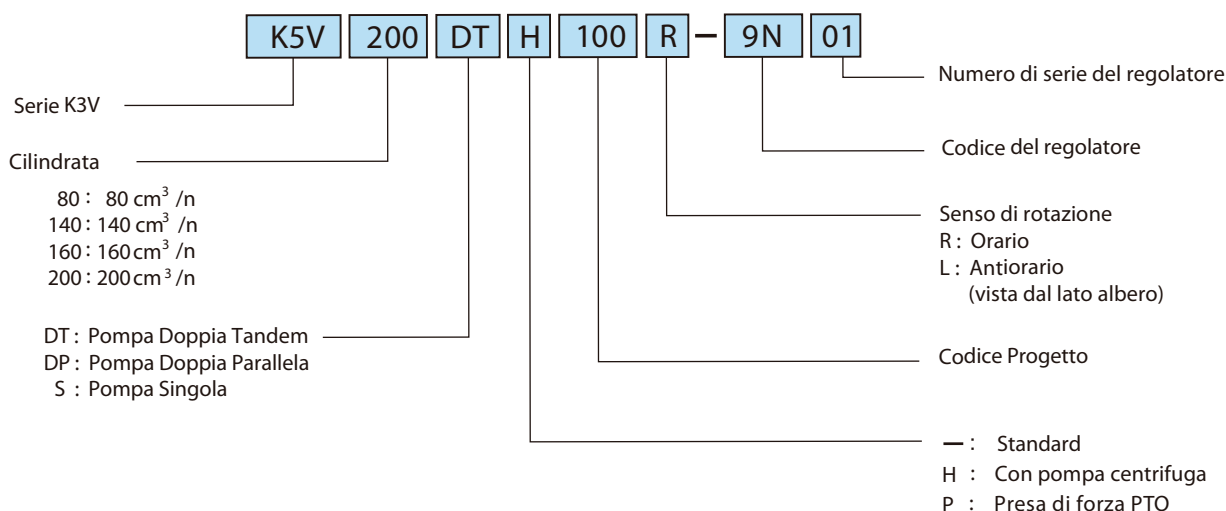 K5V 200 DT H 100 R - 9N 01
Numero di serie del regolatore
Serie K3V
Codice del regolatore
Cilindrata
80 : 80 cm³ /n
140 : 140 cm³ /n
160 : 160 cm³ /n
200 : 200 cm³ /n
Senso di rotazione
R : Orario
L : Antiorario
(vista dal lato albero)
DT : Pompa Doppia Tandem
DP : Pompa Doppia Parallela
S : Pompa Singola
Codice Progetto
— : Standard
H : Con pompa centrifuga
P : Presa di forza PTO